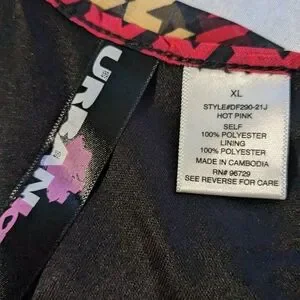 URBAN
XL
STYLE#DF290-21J
HOT PINK
SELF
100% POLYESTER
LINING
100% POLYESTER
MADE IN CAMBODIA
RN# 96729
SEE REVERSE FOR CARE